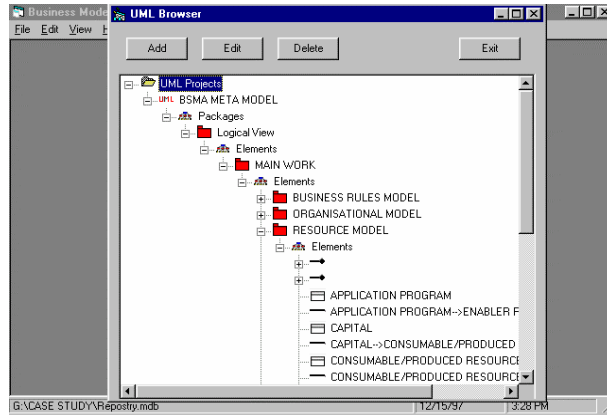 Business Mode
UML Browser
File Edit View
Add Edit Delete Exit
UML Projects
UML BSMA META MODEL
Packages
Logical View
Elements
MAIN WORK
Elements
BUSINESS RULES MODEL
ORGANISATIONAL MODEL
RESOURCE MODEL
Elements
APPLICATION PROGRAM
APPLICATION PROGRAM-->ENABLER F
CAPITAL
CAPITAL-->CONSUMABLE/PRODUCED
CONSUMABLE/PRODUCED RESOURCE
CONSUMABLE/PRODUCED RESOURCE
G:\CASE STUDY\Repostry.mdb 12/15/97 3:28 PM